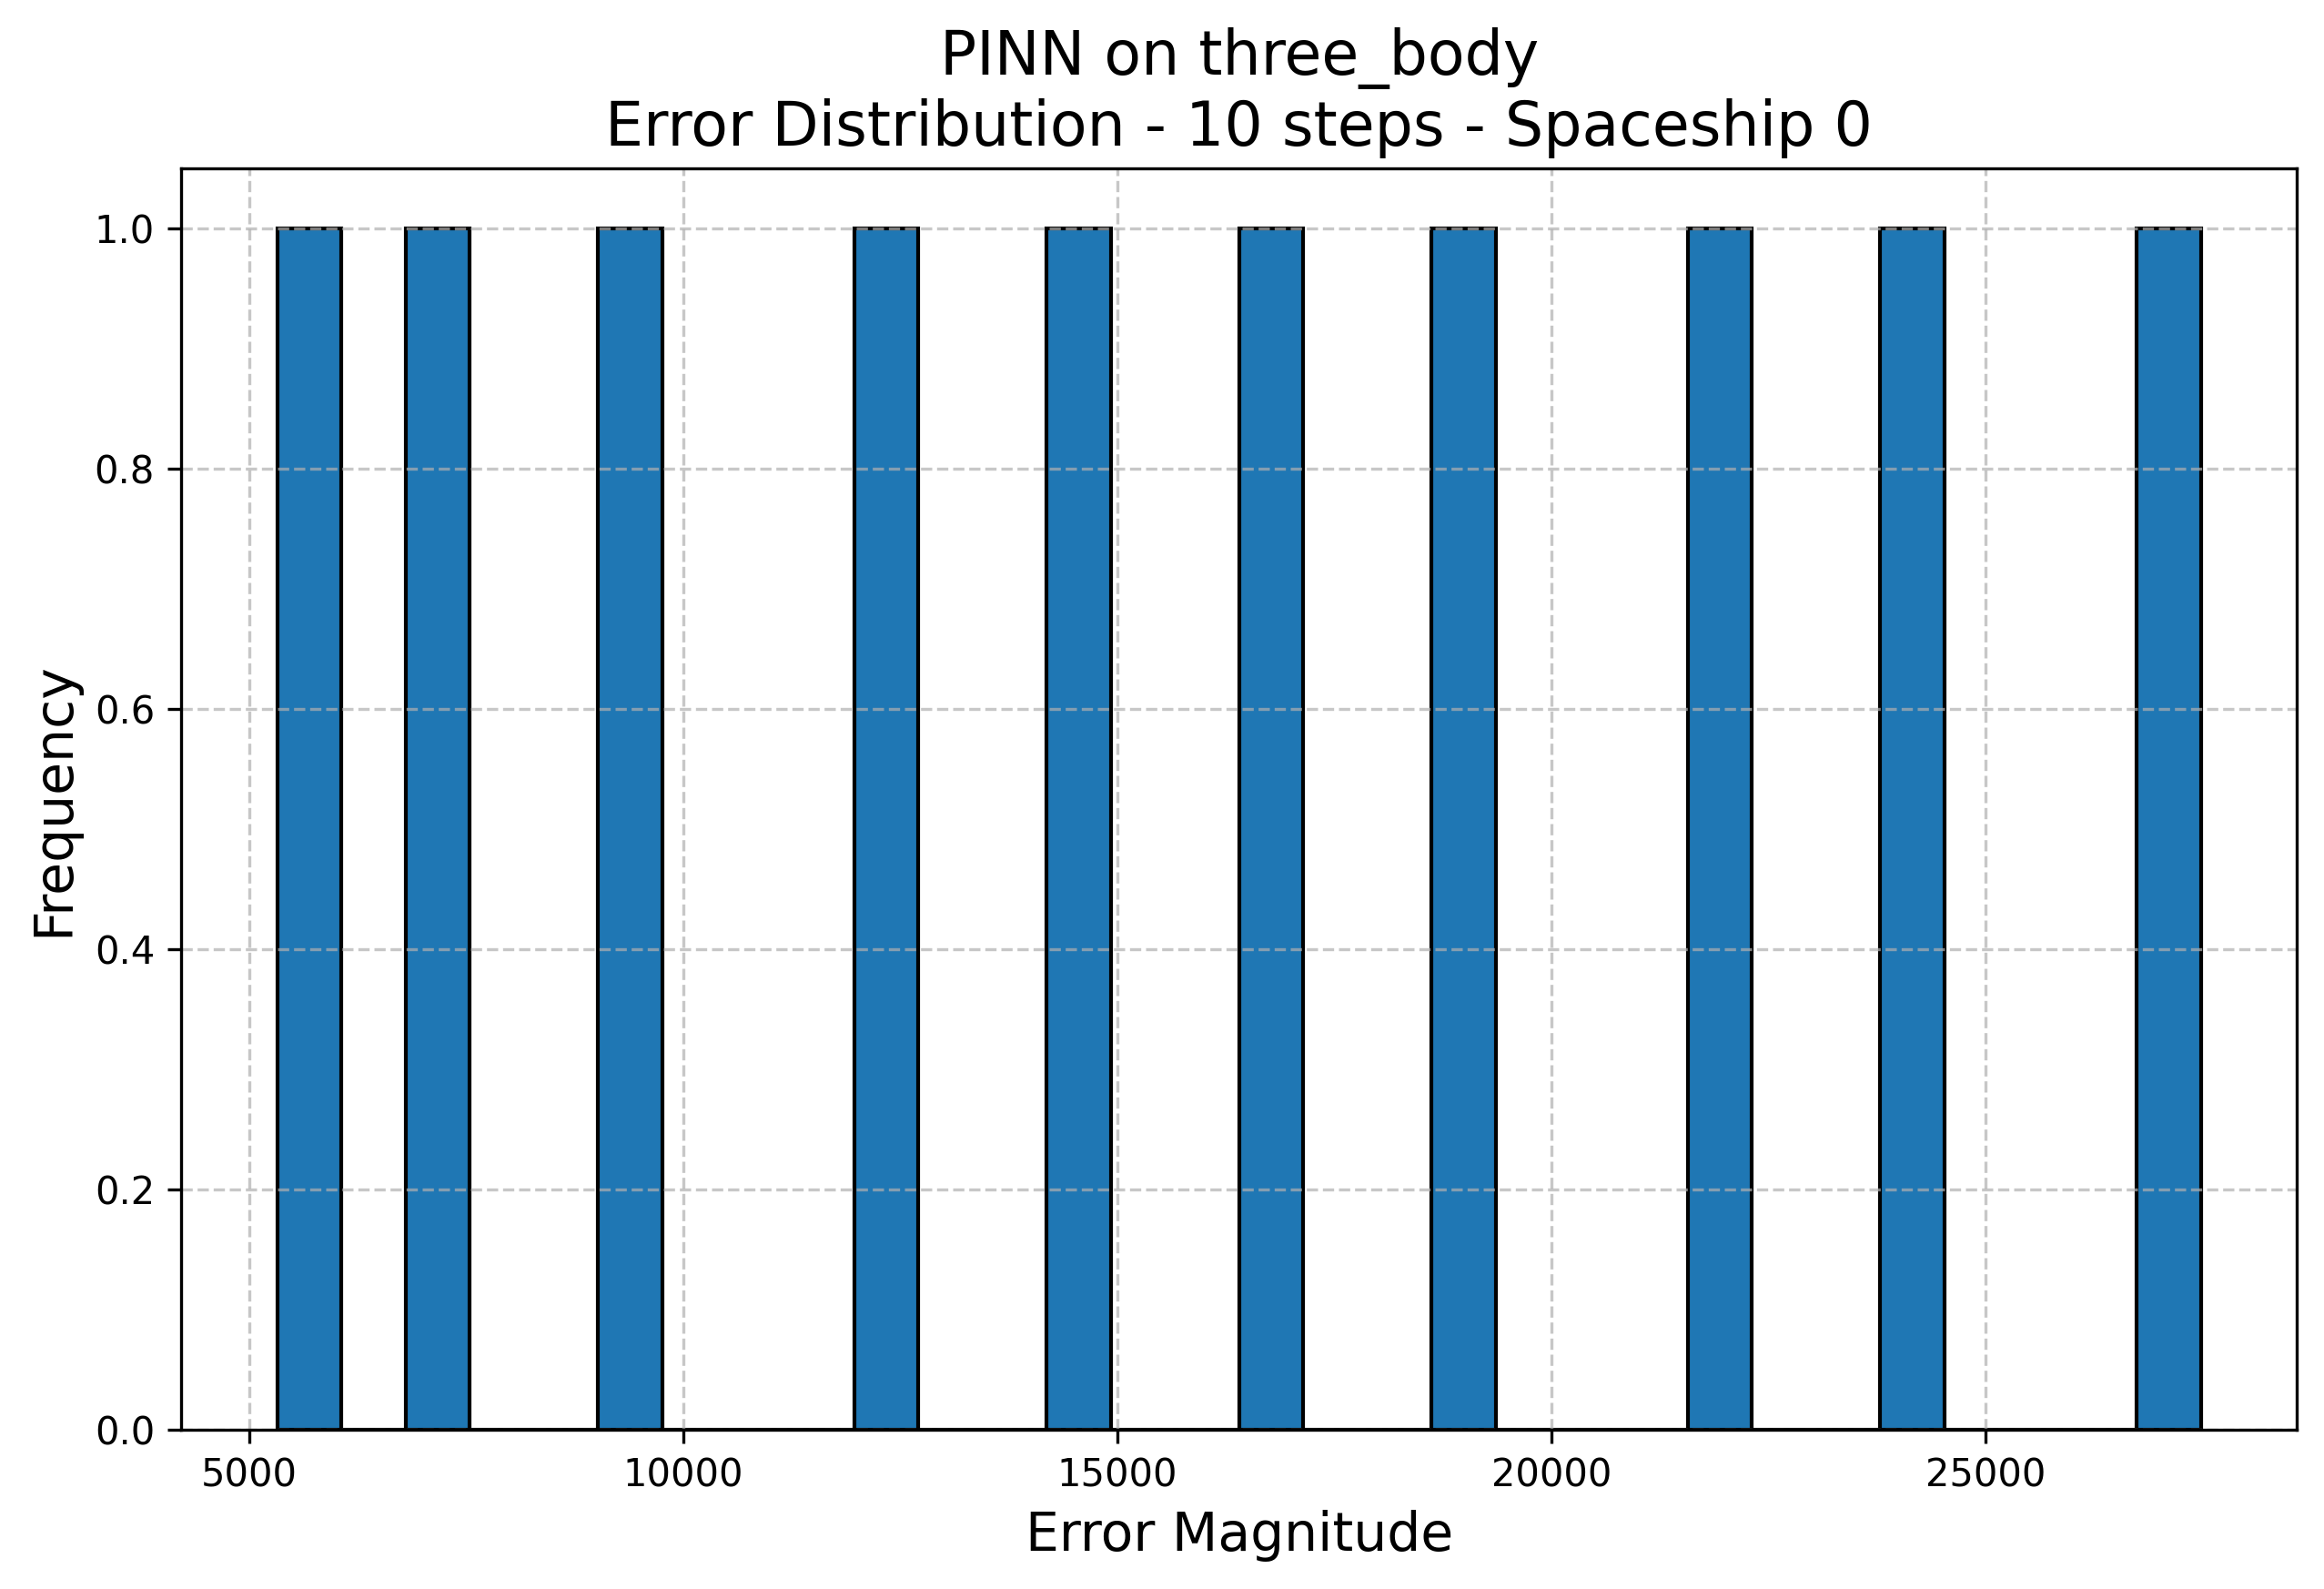 PINN on three_body
Error Distribution - 10 steps - Spaceship 0
1.0
0.8
0.6
0.4
0.2
0.0
Frequency
5000
10000
15000
20000
25000
Error Magnitude